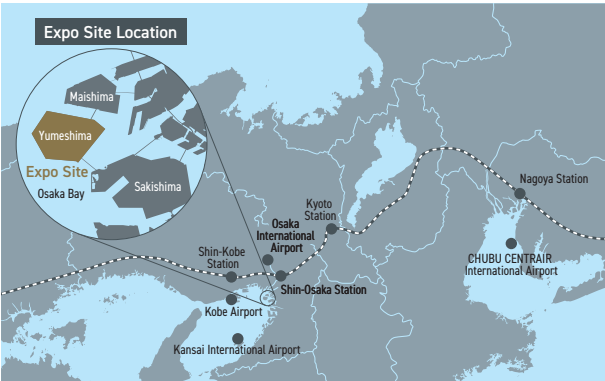 Expo Site Location
Maishima
Yumeshima
Expo Site
Osaka Bay
Sakishima
Nagoya Station
Kyoto
Station
Osaka
International
Airport
Shin-Kobe
Station
CHUBU CENTRAIR
International Airport
Shin-Osaka Station
Kobe Airport
Kansai International Airport